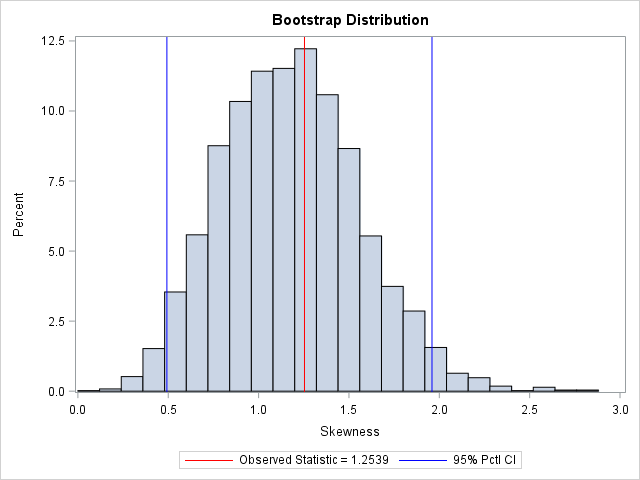 Bootstrap Distribution
12.5
10.0
7.5
5.0
2.5
0.0
Percent
0.0 0.5 1.0 1.5 2.0 2.5 3.0
Skewness
Observed Statistic = 1.2539 95% Pctl CI